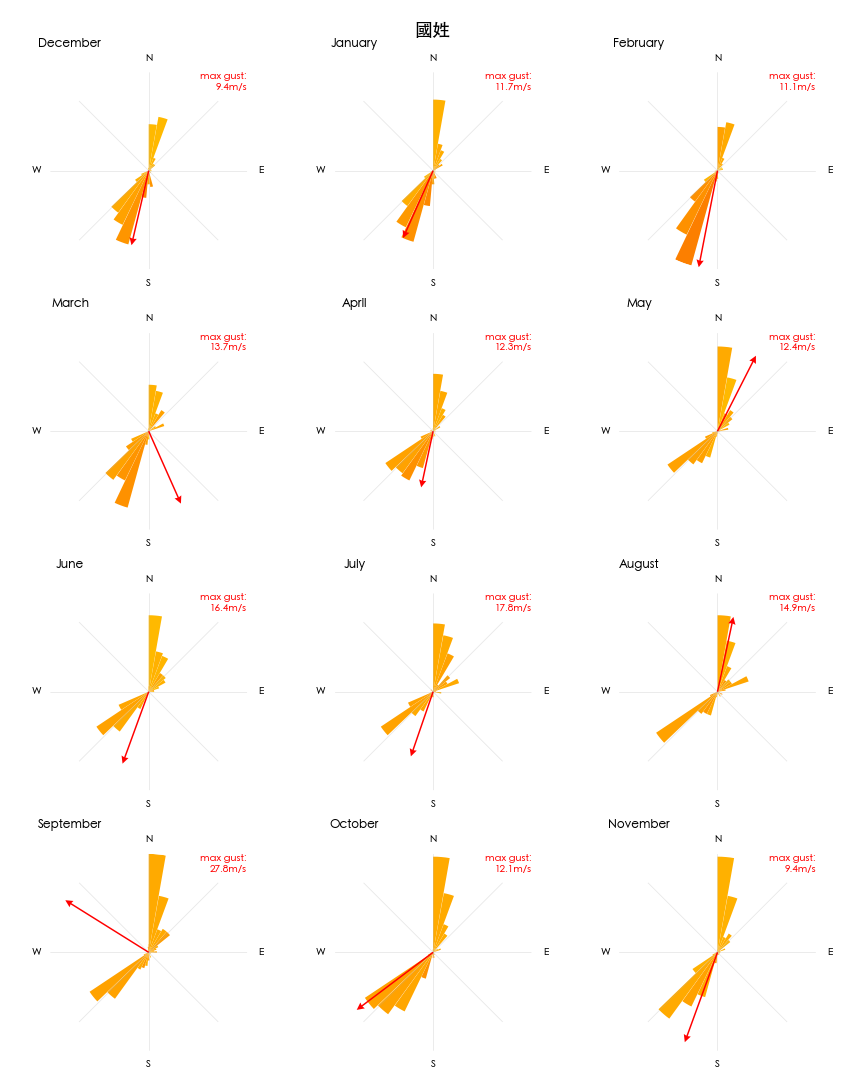 國姓
December
N
max gust:
9.4m/s
W
E
S
January
N
max gust:
11.7m/s
W
E
S
February
N
max gust:
11.1m/s
W
E
S
March
N
max gust:
13.7m/s
W
E
S
April
N
max gust:
12.3m/s
W
E
S
May
N
max gust:
12.4m/s
W
E
S
June
N
max gust:
16.4m/s
W
E
S
July
N
max gust:
17.8m/s
W
E
S
August
N
max gust:
14.9m/s
W
E
S
September
N
max gust:
27.8m/s
W
E
S
October
N
max gust:
12.1m/s
W
E
S
November
N
max gust:
9.4m/s
W
E
S